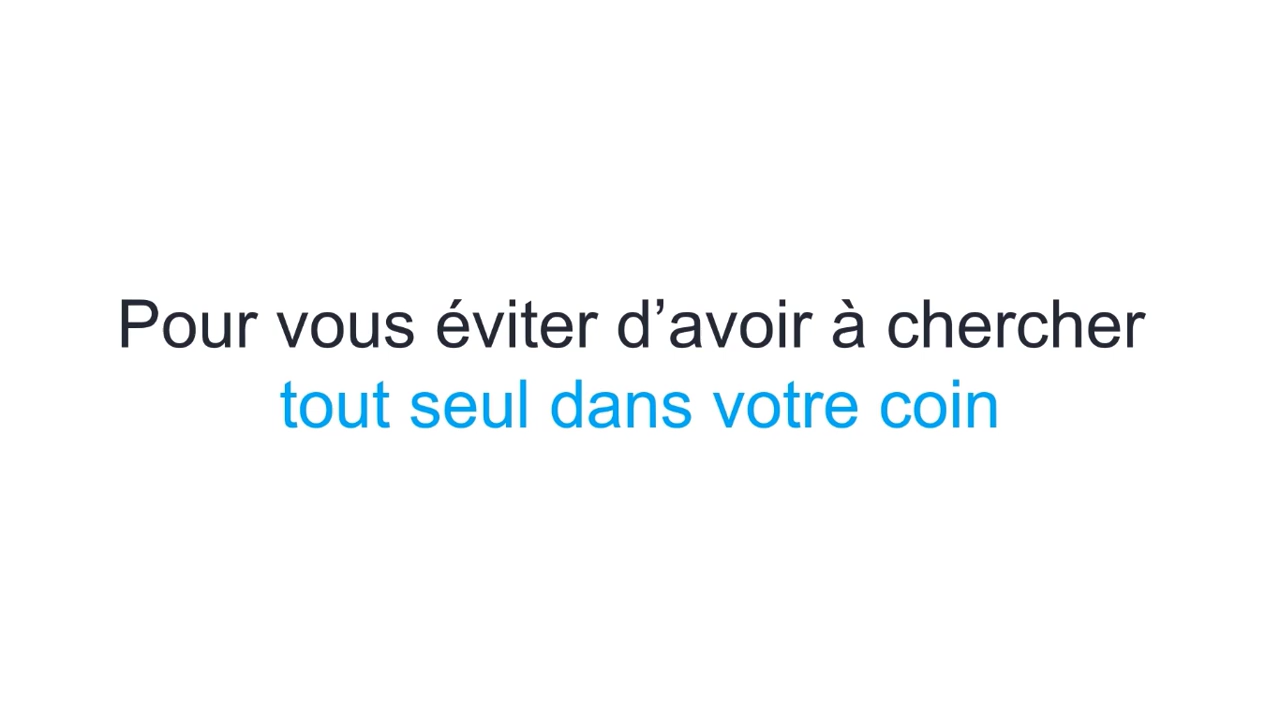 Pour vous éviter d’avoir à chercher
tout seul dans votre coin